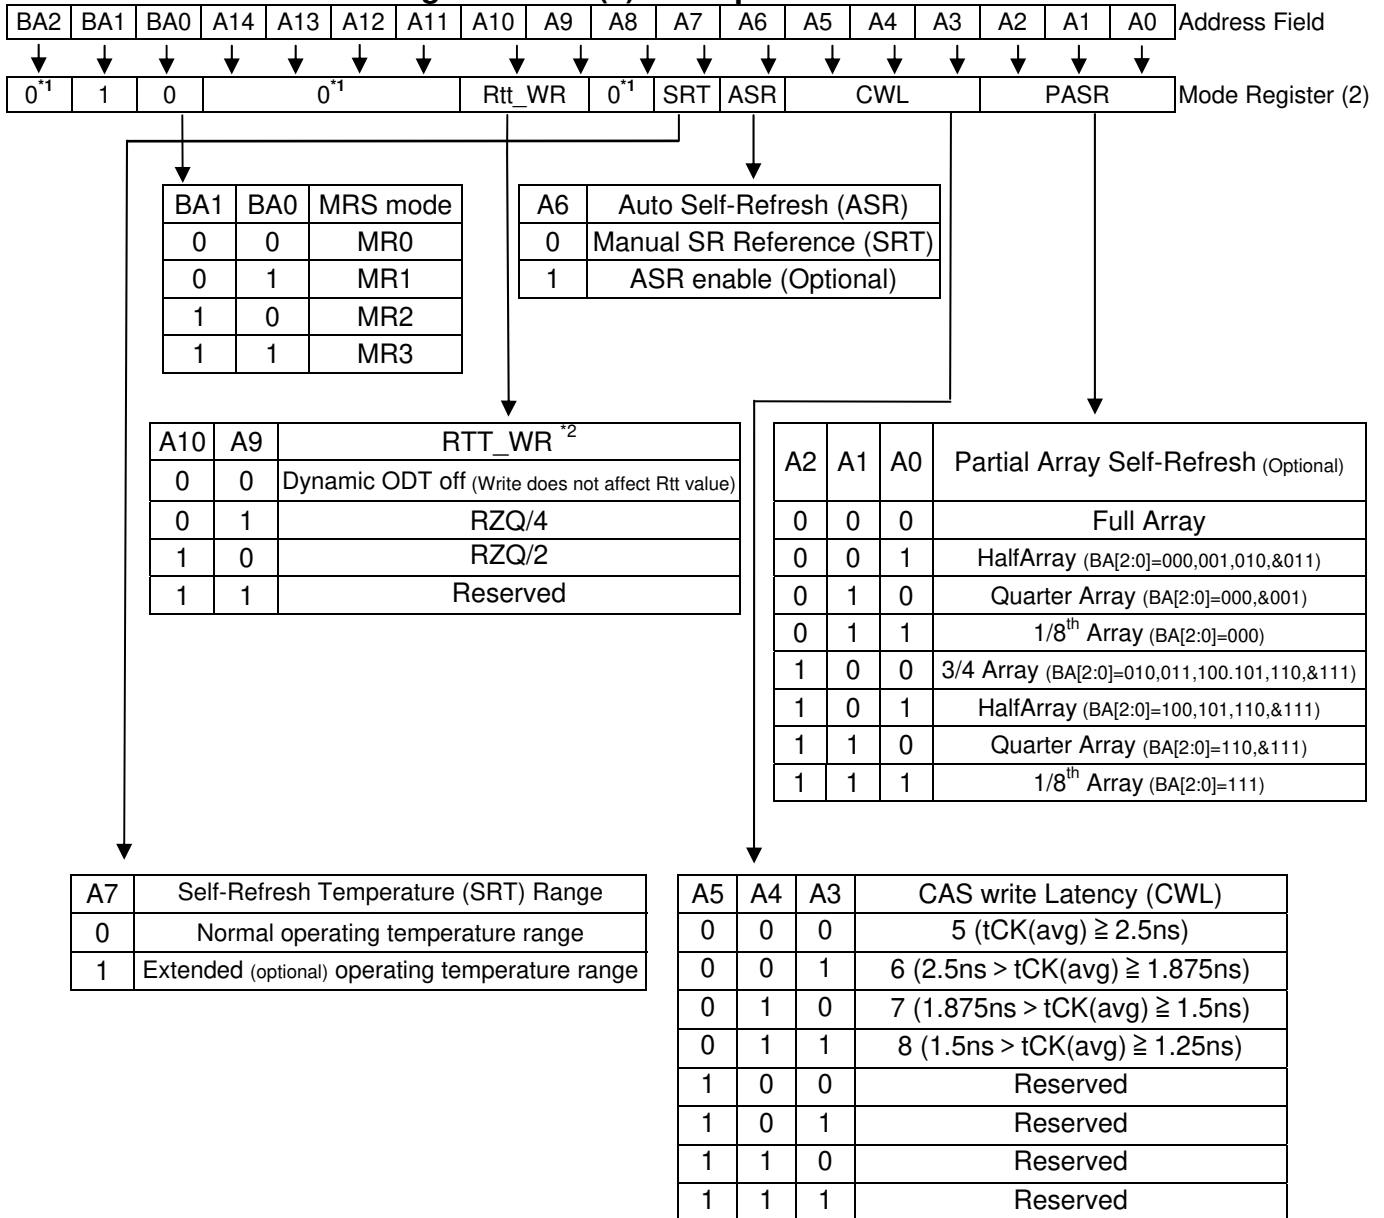 BA2 BA1 BA0 A14 A13 A12 A11 A10 A9 A8 A7 A6 A5 A4 A3 A2 A1 A0 Address Field
0*1 1 0 0*1 Rtt_WR 0*1 SRT ASR CWL PASR Mode Register (2)
BA1 BA0 MRS mode
0 0 MR0
0 1 MR1
1 0 MR2
1 1 MR3
A6 Auto Self-Refresh (ASR)
0 Manual SR Reference (SRT)
1 ASR enable (Optional)
A10 A9 RTT_WR *2
0 0 Dynamic ODT off (Write does not affect Rtt value)
0 1 RZQ/4
1 0 RZQ/2
1 1 Reserved
A2 A1 A0 Partial Array Self-Refresh (Optional)
0 0 0 Full Array
0 0 1 HalfArray (BA[2:0]=000,001,010,&011)
0 1 0 Quarter Array (BA[2:0]=000,&001)
0 1 1 1/8th Array (BA[2:0]=000)
1 0 0 3/4 Array (BA[2:0]=010,011,100.101,110,&111)
1 0 1 HalfArray (BA[2:0]=100,101,110,&111)
1 1 0 Quarter Array (BA[2:0]=110,&111)
1 1 1 1/8th Array (BA[2:0]=111)
A7 Self-Refresh Temperature (SRT) Range
0 Normal operating temperature range
1 Extended (optional) operating temperature range
A5 A4 A3 CAS write Latency (CWL)
0 0 0 5 (tCK(avg) ≧ 2.5ns)
0 0 1 6 (2.5ns > tCK(avg) ≧ 1.875ns)
0 1 0 7 (1.875ns > tCK(avg) ≧ 1.5ns)
0 1 1 8 (1.5ns > tCK(avg) ≧ 1.25ns)
1 0 0 Reserved
1 0 1 Reserved
1 1 0 Reserved
1 1 1 Reserved